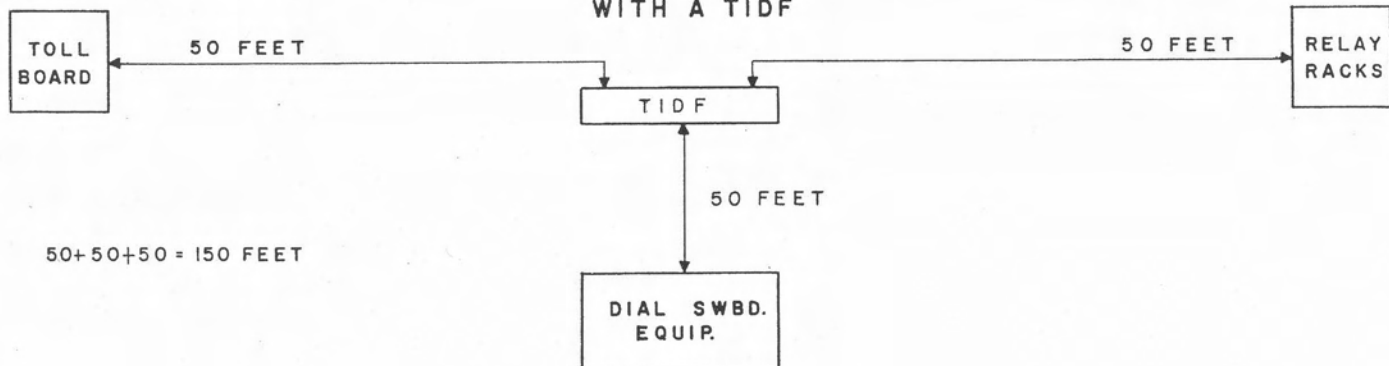 WITH A TIDF
TOLL
BOARD
50 FEET
50 FEET
RELAY
RACKS
TIDF
50 FEET
50+50+50 = 150 FEET
DIAL SWBD.
EQUIP.